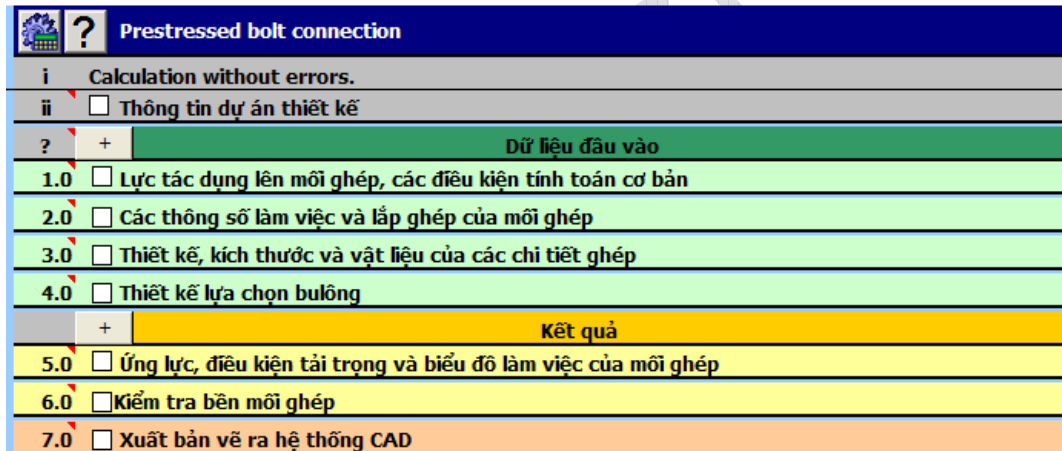 ? Prestressed bolt connection
i Calculation without errors.
ii Thông tin dự án thiết kế
? + Dữ liệu đầu vào
1.0 Lực tác dụng lên mối ghép, các điều kiện tính toán cơ bản
2.0 Các thông số làm việc và lắp ghép của mối ghép
3.0 Thiết kế, kích thước và vật liệu của các chi tiết ghép
4.0 Thiết kế lựa chọn bulông
+ Kết quả
5.0 Ứng lực, điều kiện tải trọng và biểu đồ làm việc của mối ghép
6.0 Kiểm tra bền mối ghép
7.0 Xuất bản vẽ ra hệ thống CAD